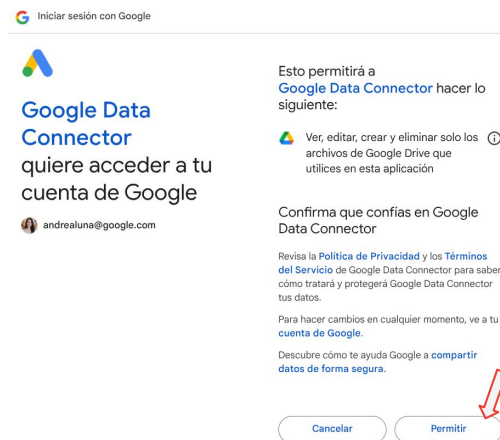 Iniciar sesión con Google
Google Data
Connector
quiere acceder a tu
cuenta de Google
andrealuna@google.com
Esto permitirá a
Google Data Connector hacer lo
siguiente:
Ver, editar, crear y eliminar solo los
archivos de Google Drive que
utilices en esta aplicación
Confirma que confías en Google
Data Connector
Revisa la Política de Privacidad y los Términos
del Servicio de Google Data Connector para saber
cómo tratará y protegerá Google Data Connector
tus datos.
Para hacer cambios en cualquier momento, ve a tu
cuenta de Google.
Descubre cómo te ayuda Google a compartir
datos de forma segura.
Cancelar
Permitir